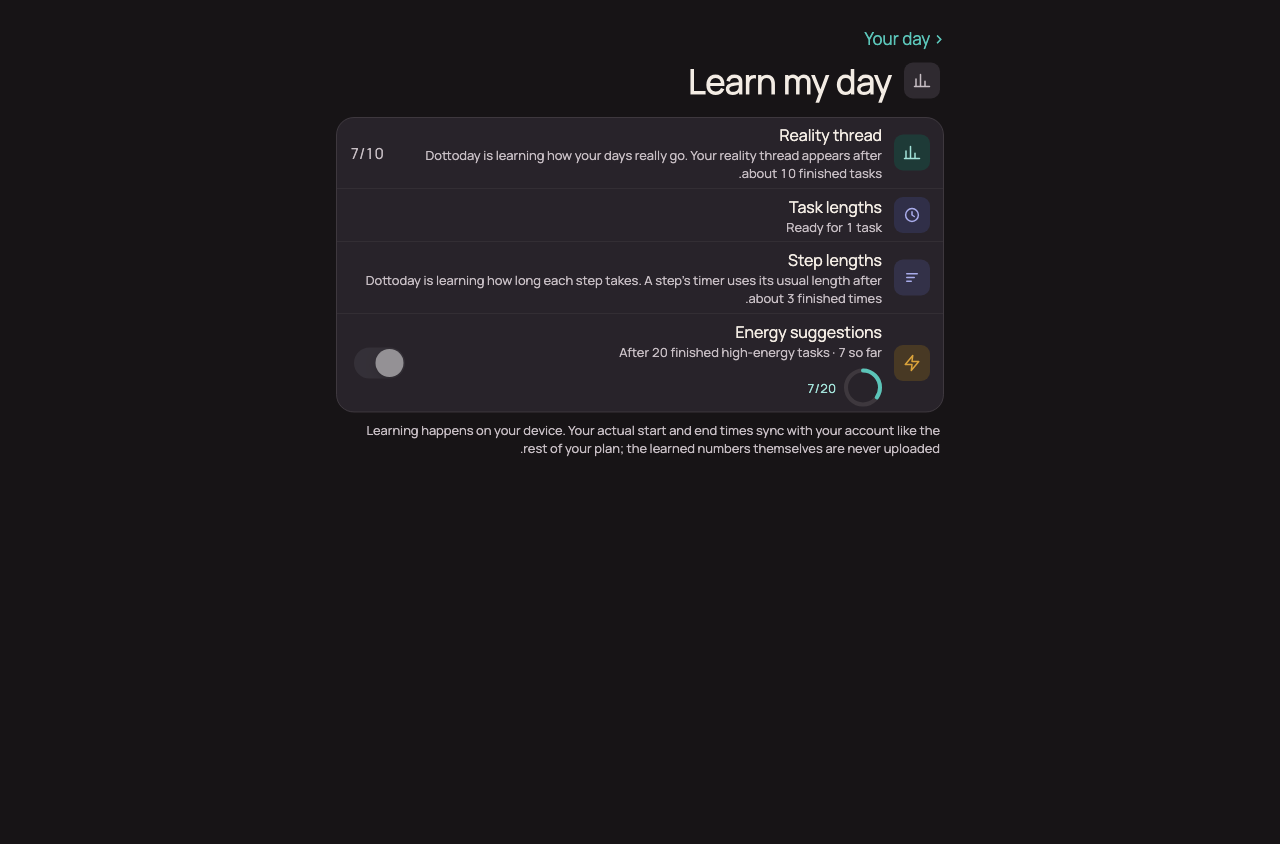 Your day ›
Learn my day
Reality thread
Dottoday is learning how your days really go. Your reality thread appears after
.about 10 finished tasks
7/10
Task lengths
Ready for 1 task
Step lengths
Dottoday is learning how long each step takes. A step's timer uses its usual length after
.about 3 finished times
Energy suggestions
After 20 finished high-energy tasks · 7 so far
7/20
Learning happens on your device. Your actual start and end times sync with your account like the
.rest of your plan; the learned numbers themselves are never uploaded